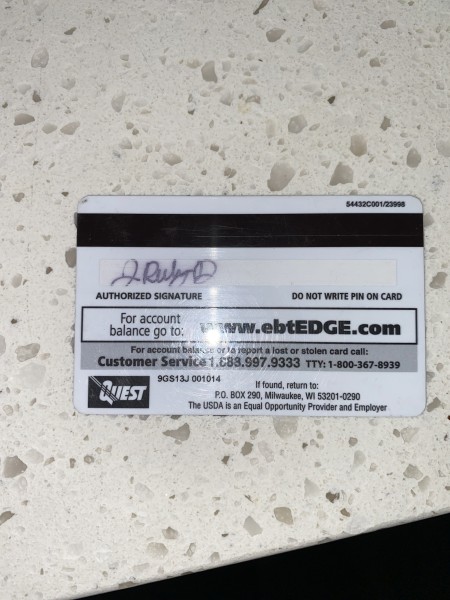 54432C001/23998
AUTHORIZED SIGNATURE DO NOT WRITE PIN ON CARD
For account
balance go to: www.ebtEDGE.com
For account balance or to report a lost or stolen card call:
Customer Service 1.888.997.9333 TTY: 1-800-367-8939
QUEST 9GS13J 001014
If found, return to:
P.O. BOX 290, Milwaukee, WI 53201-0290
The USDA is an Equal Opportunity Provider and Employer